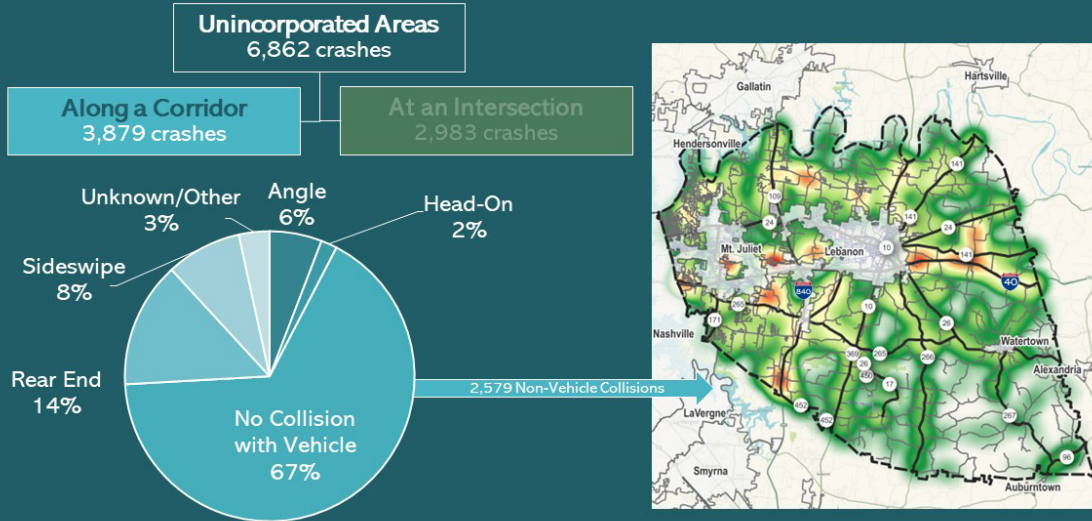 Unincorporated Areas
6,862 crashes
Along a Corridor
3,879 crashes
At an Intersection
2,983 crashes
Unknown/Other
3%
Angle
6%
Head-On
2%
Sideswipe
8%
Rear End
14%
No Collision
with Vehicle
67%
2,579 Non-Vehicle Collisions
Gallatin
Hartsville
Hendersonville
141
109
24
141
24
10
Mt. Juliet
Lebanon
141
40
840
265
10
171
Nashville
26
Watertown
369
265
266
26
450
17
Alexandria
LaVergne
452
452
267
96
Smyrna
Auburntown